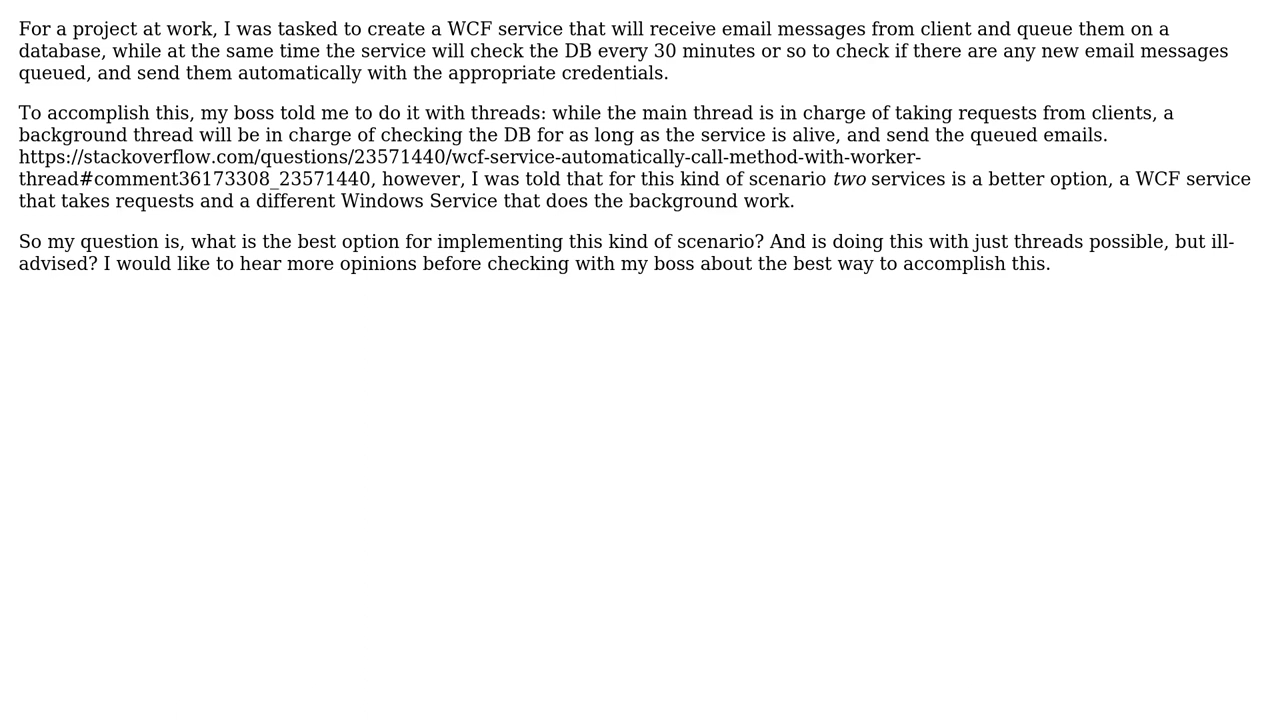 For a project at work, I was tasked to create a WCF service that will receive email messages from client and queue them on a
database, while at the same time the service will check the DB every 30 minutes or so to check if there are any new email messages
queued, and send them automatically with the appropriate credentials.
To accomplish this, my boss told me to do it with threads: while the main thread is in charge of taking requests from clients, a
background thread will be in charge of checking the DB for as long as the service is alive, and send the queued emails.
https://stackoverflow.com/questions/23571440/wcf-service-automatically-call-method-with-worker-
thread#comment36173308_23571440, however, I was told that for this kind of scenario two services is a better option, a WCF service
that takes requests and a different Windows Service that does the background work.
So my question is, what is the best option for implementing this kind of scenario? And is doing this with just threads possible, but ill-
advised? I would like to hear more opinions before checking with my boss about the best way to accomplish this.